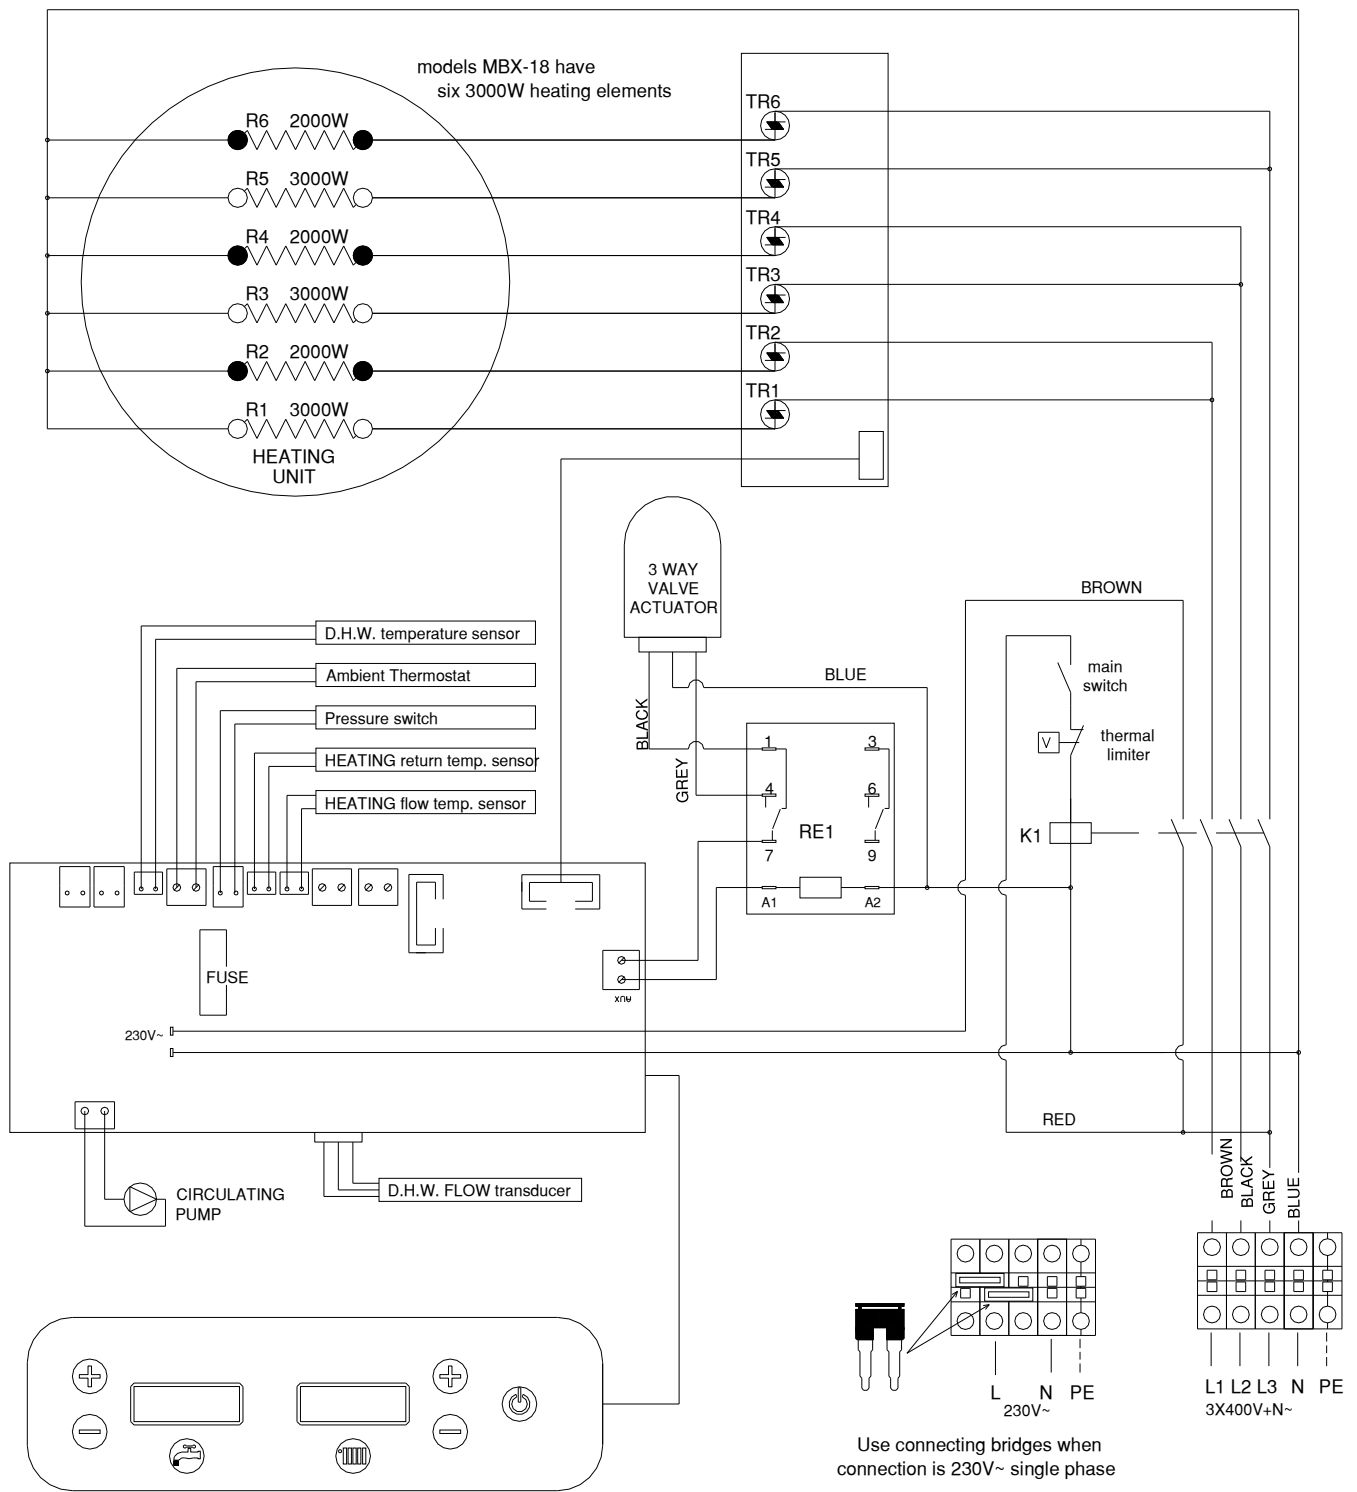 models MBX-18 have
six 3000W heating elements
R6 2000W
R5 3000W
R4 2000W
R3 3000W
R2 2000W
R1 3000W
HEATING
UNIT
TR6
TR5
TR4
TR3
TR2
TR1
3 WAY
VALVE
ACTUATOR
BROWN
D.H.W. temperature sensor
Ambient Thermostat
Pressure switch
HEATING return temp. sensor
HEATING flow temp. sensor
BLUE
BLACK
GREY
main
switch
V
thermal
limiter
1
3
4
6
RE1
7
9
A1
A2
K1
FUSE
AUX
230V~
RED
BROWN
BLACK
GREY
BLUE
D.H.W. FLOW transducer
CIRCULATING
PUMP
L N PE
230V~
L1 L2 L3 N PE
3X400V+N~
Use connecting bridges when
connection is 230V~ single phase